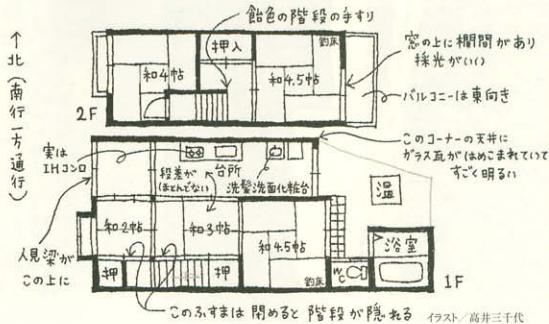 飴色の階段の手すり
↑北(南行一方通行)
押入
釣床
和4帖
和4.5帖
2F
窓の上に欄間があり
採光がいい
バルコニーは東向き
このコーナーの天井に
ガラス瓦がはめこまれていて
すごく明るい
実は
IHコンロ
台所
段差が
ほとんどない
洗髪洗面化粧台
温
人見梁が
この上に
和2帖
和3帖
和4.5帖
押
押
釣床
WC
浴室
1F
このふすまは閉めると階段が隠れる
イラスト/高井三千代